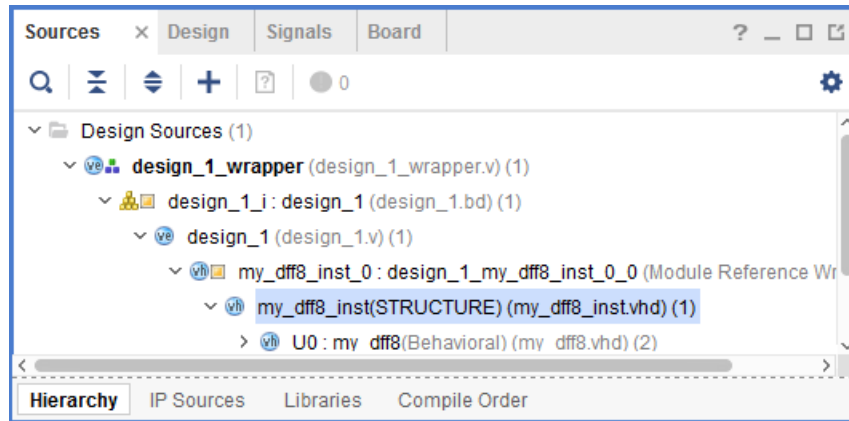 Sources × Design Signals Board ? _
0
Design Sources (1)
design_1_wrapper (design_1_wrapper.v) (1)
design_1_i : design_1 (design_1.bd) (1)
design_1 (design_1.v) (1)
my_dff8_inst_0 : design_1_my_dff8_inst_0_0 (Module Reference Wr
my_dff8_inst(STRUCTURE) (my_dff8_inst.vhd) (1)
U0 : my_dff8(Behavioral) (my_dff8.vhd) (2)
Hierarchy IP Sources Libraries Compile Order